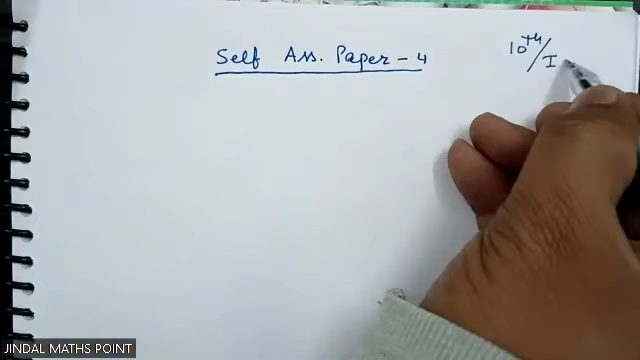 Self Ass. Paper - 4
10ᵀᴴ/I
JINDAL MATHS POINT